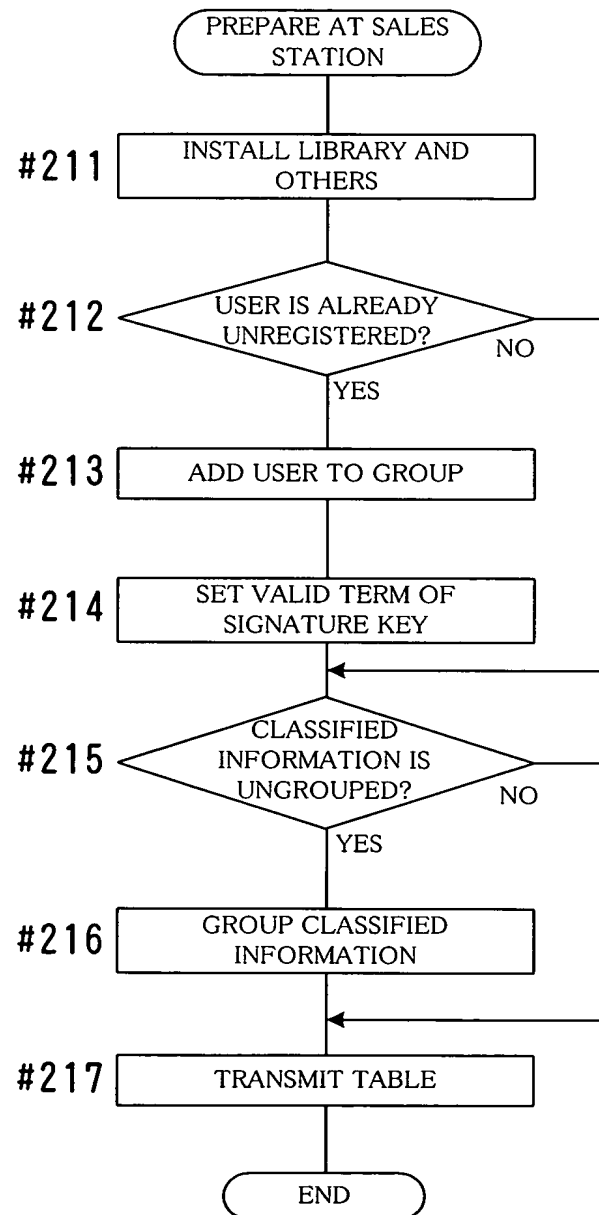 PREPARE AT SALES
STATION
#211
INSTALL LIBRARY AND
OTHERS
#212
USER IS ALREADY
UNREGISTERED?
NO
YES
#213
ADD USER TO GROUP
#214
SET VALID TERM OF
SIGNATURE KEY
#215
CLASSIFIED
INFORMATION IS
UNGROUPED?
NO
YES
#216
GROUP CLASSIFIED
INFORMATION
#217
TRANSMIT TABLE
END